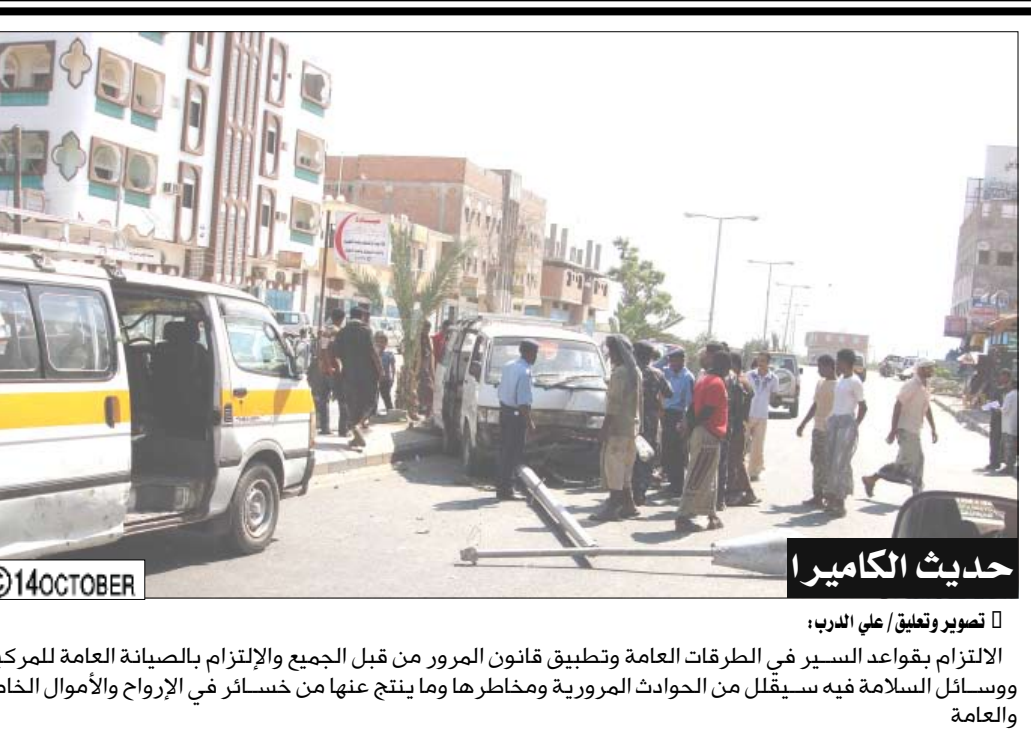 ©14OCTOBER
حديث الكاميرا
تصوير وتعليق/ علي الدرب:
الالتزام بقواعد السير في الطرقات العامة وتطبيق قانون المرور من قبل الجميع والإلتزام بالصيانة العامة
ووسائل السلامة فيه سيقلل من الحوادث المرورية ومخاطرها وما ينتج عنها من خسائر في الإرواح والأموال
والعامة